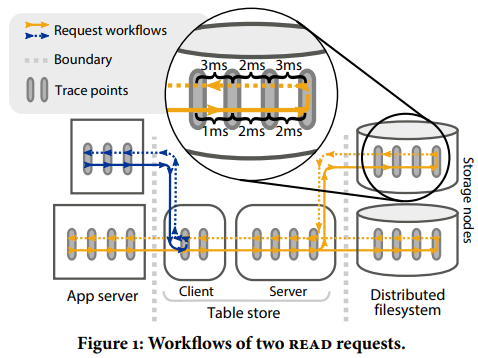 Request workflows
Boundary
Trace points
3ms 2ms 3ms
1ms 2ms 2ms
Storage nodes
App server
Client
Server
Table store
Distributed
filesystem
Figure 1: Workflows of two READ requests.